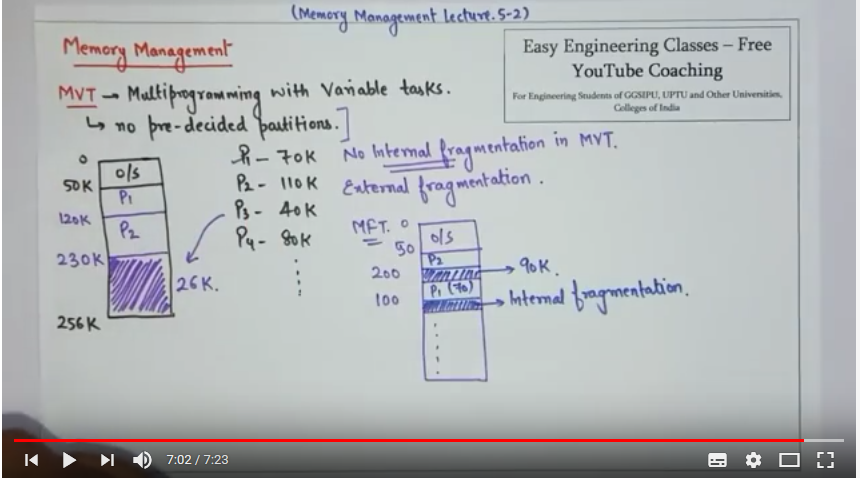 (Memory Management Lecture.5-2)
Easy Engineering Classes – Free
YouTube Coaching
For Engineering Students of GGSIPU, UPTU and Other Universities,
Colleges of India
Memory Management
MVT → Multiprogramming with Variable tasks.
↳ no pre-decided partitions.]
P1 - 70K
P2 - 110K
P3 - 40K
P4 - 80K
No Internal fragmentation in MVT.
External fragmentation.
0
O/S
50K
P1
120K
P2
230K
26K.
256K
MFT.
0
O/S
50
P2
200
→ 90K.
P1 (70)
100
→ Internal fragmentation.
7:02 / 7:23